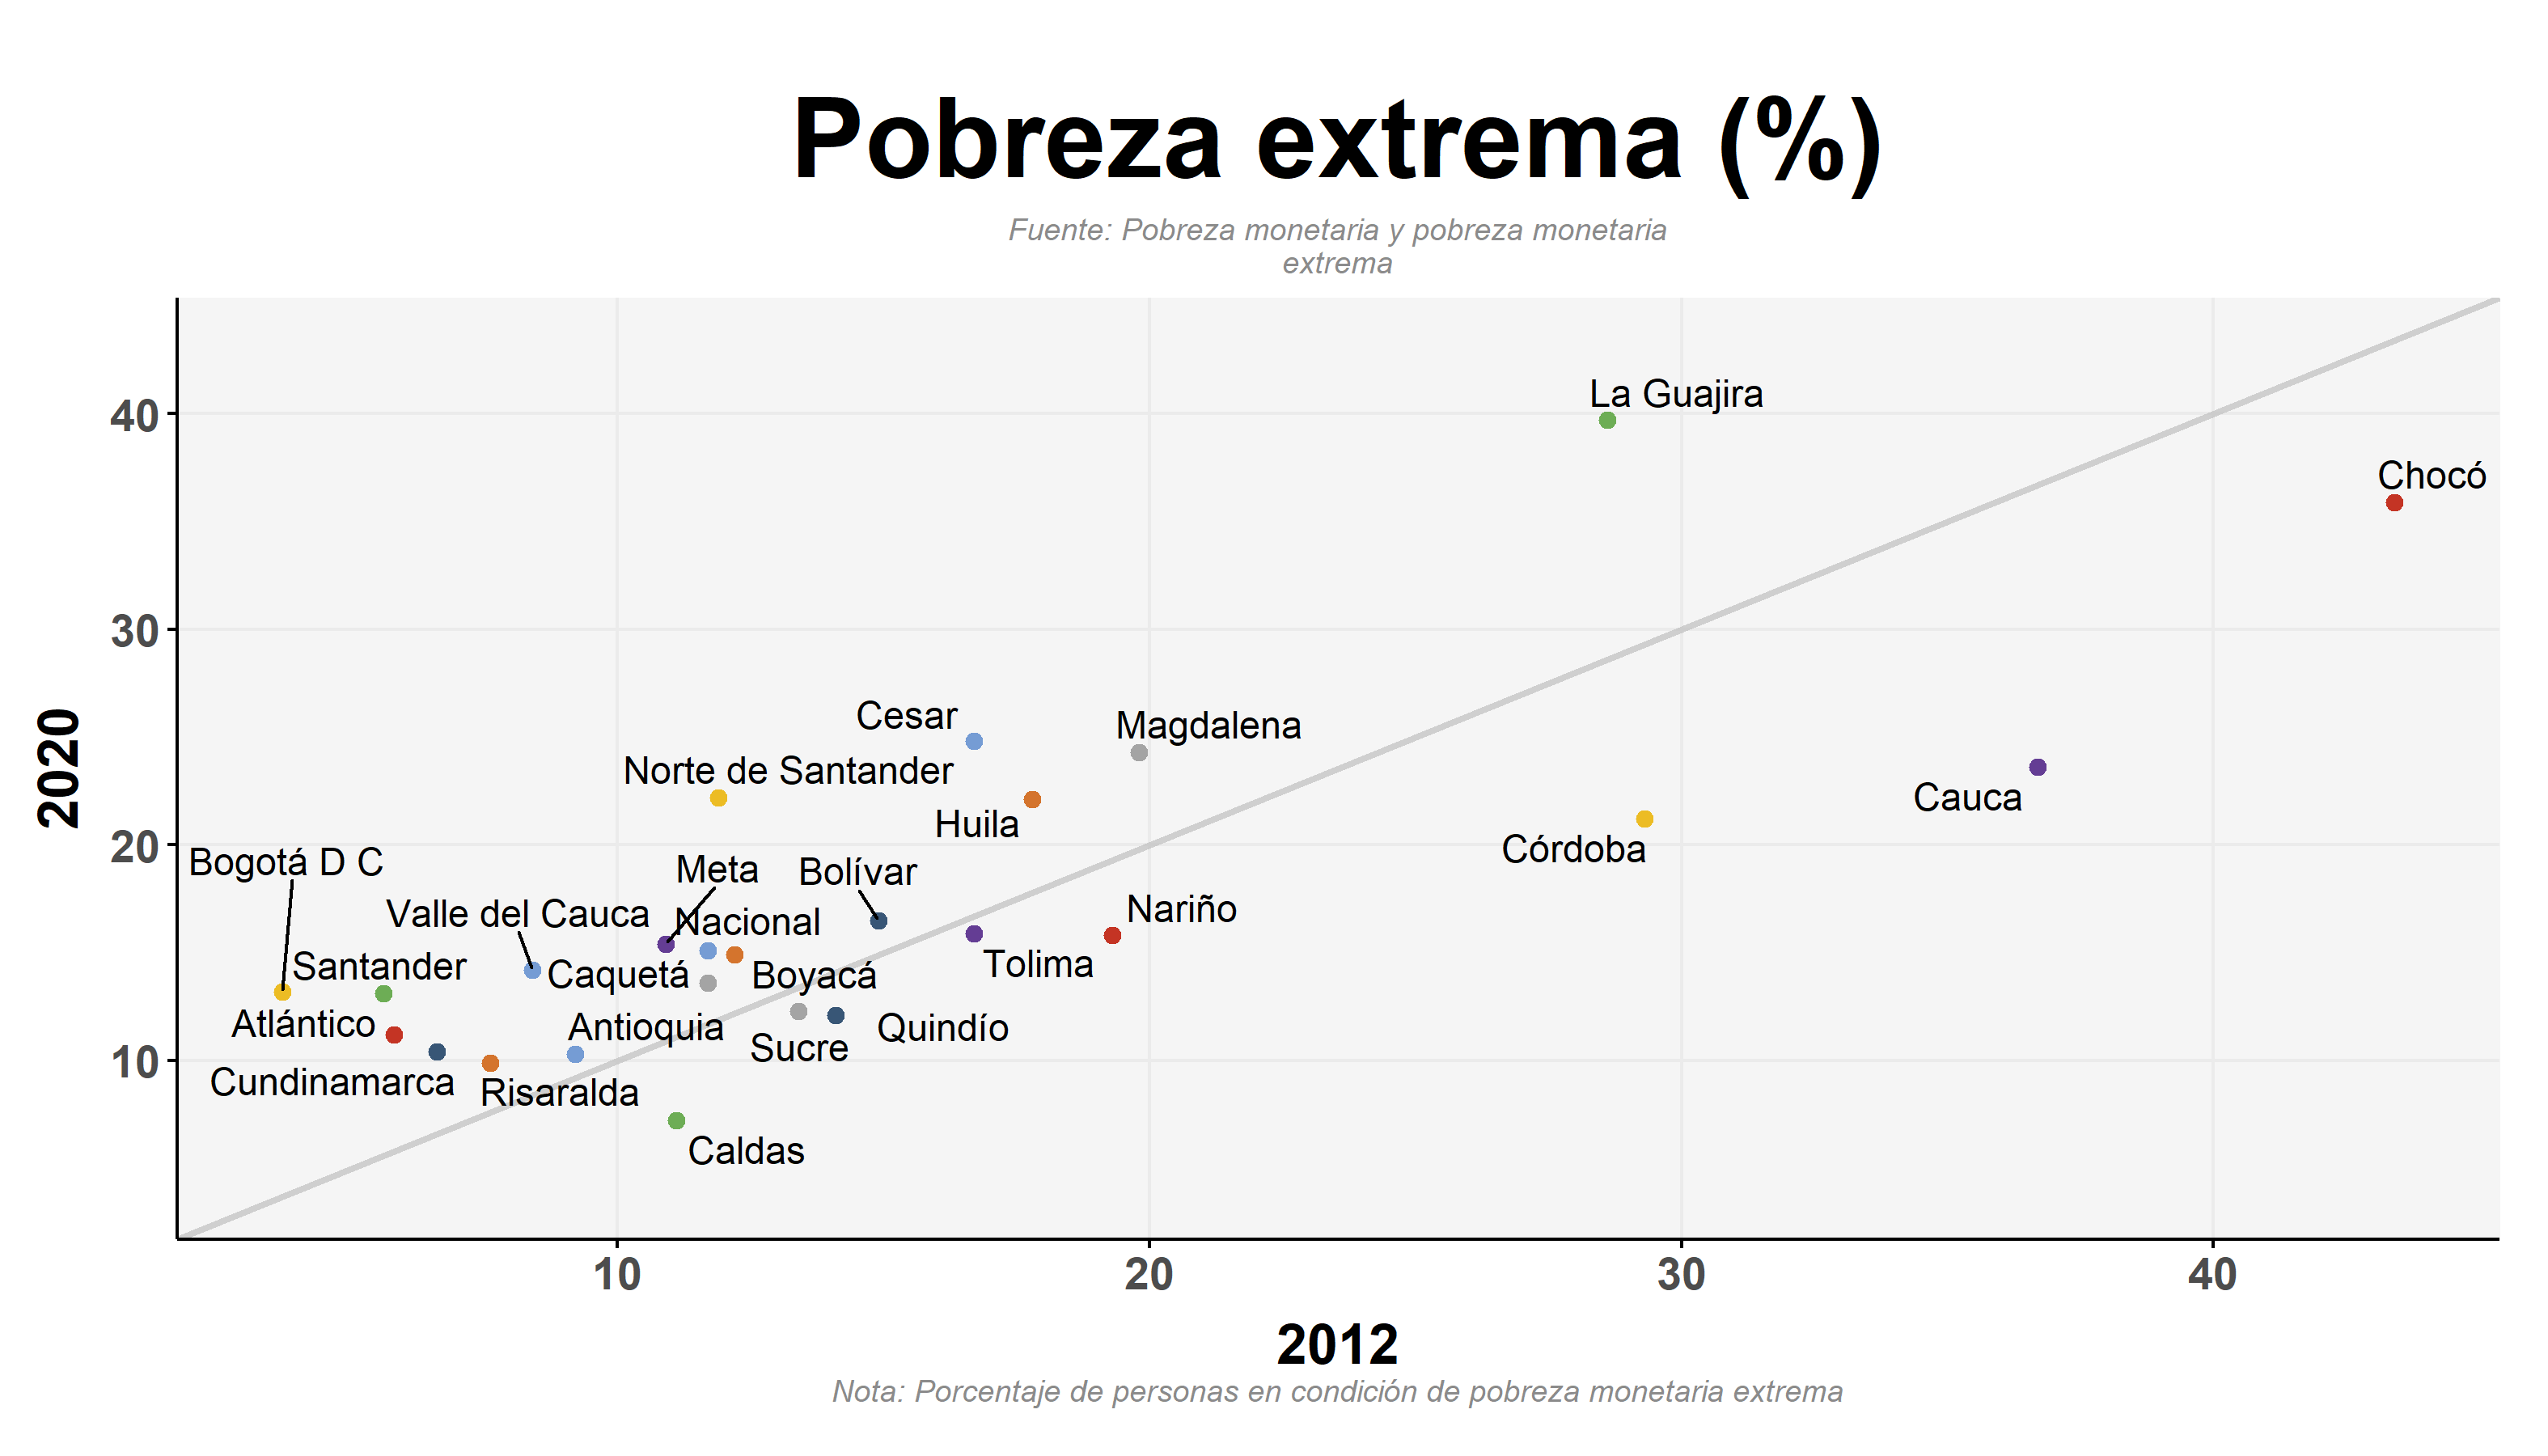 Pobreza extrema (%)
Fuente: Pobreza monetaria y pobreza monetaria
extrema
40
30
20
10
2020
La Guajira
Chocó
Cesar
Magdalena
Norte de Santander
Cauca
Huila
Córdoba
Bogotá D C
Meta
Bolívar
Valle del Cauca
Nacional
Nariño
Santander
Caquetá
Boyacá
Tolima
Atlántico
Antioquia
Sucre
Quindío
Cundinamarca
Risaralda
Caldas
10
20
30
40
2012
Nota: Porcentaje de personas en condición de pobreza monetaria extrema